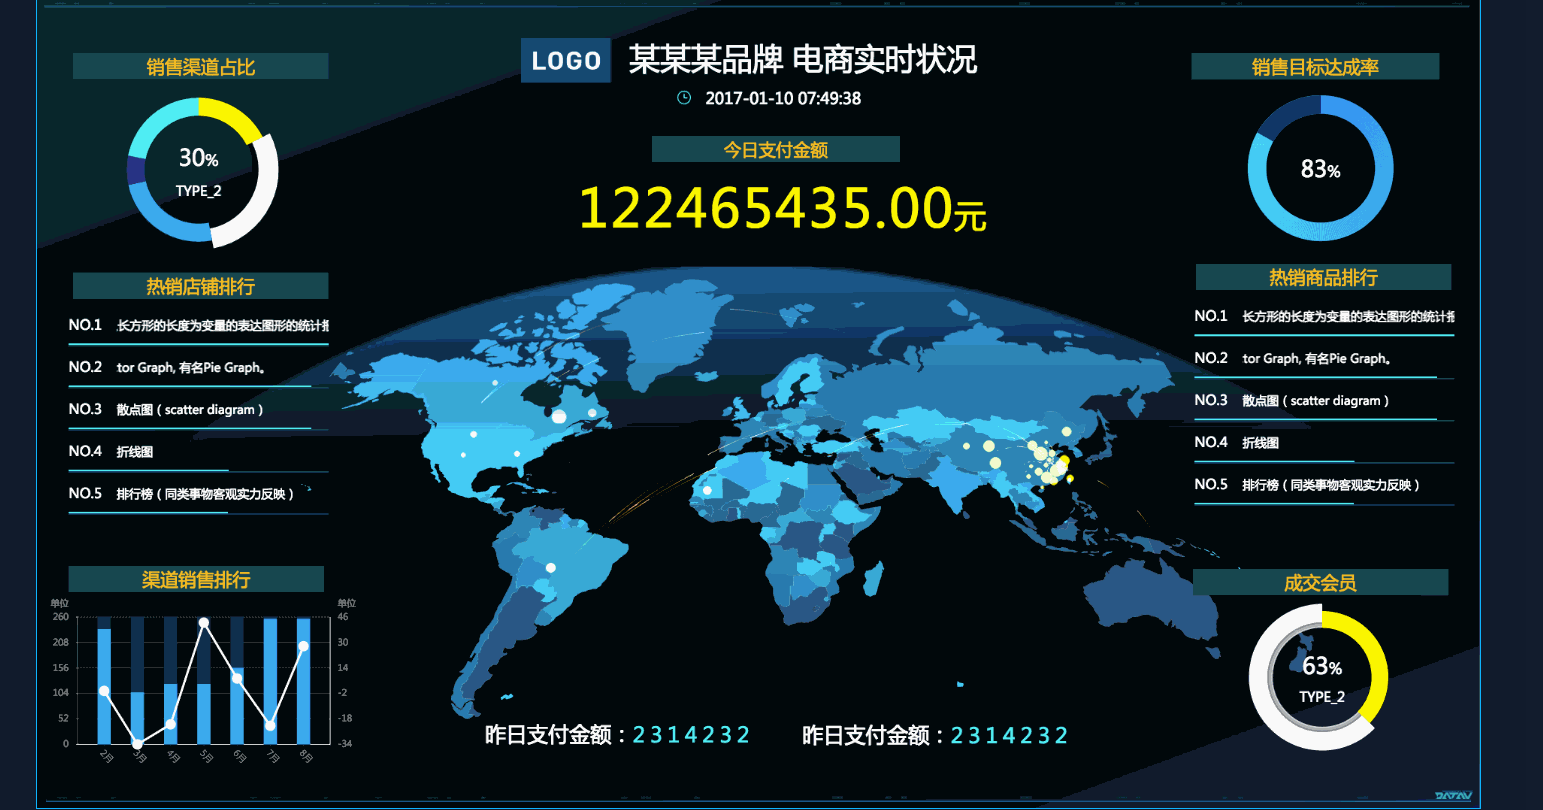 LOGO 某某某品牌 电商实时状况
2017-01-10 07:49:38
今日支付金额
122465435.00元
销售渠道占比
30%
TYPE_2
热销店铺排行
NO.1 长方形的长度为变量的表达图形的统计
NO.2 tor Graph, 有名Pie Graph。
NO.3 散点图 ( scatter diagram )
NO.4 折线图
NO.5 排行榜 ( 同类事物客观实力反映 )
渠道销售排行
单位 单位
260 46
208 30
156 14
104 -2
52 -18
0 -34
2月 3月 4月 5月 6月 7月 8月
昨日支付金额：2314232 昨日支付金额：2314232
销售目标达成率
83%
热销商品排行
NO.1 长方形的长度为变量的表达图形的统计
NO.2 tor Graph, 有名Pie Graph。
NO.3 散点图 ( scatter diagram )
NO.4 折线图
NO.5 排行榜 ( 同类事物客观实力反映 )
成交会员
63%
TYPE_2
DATAV